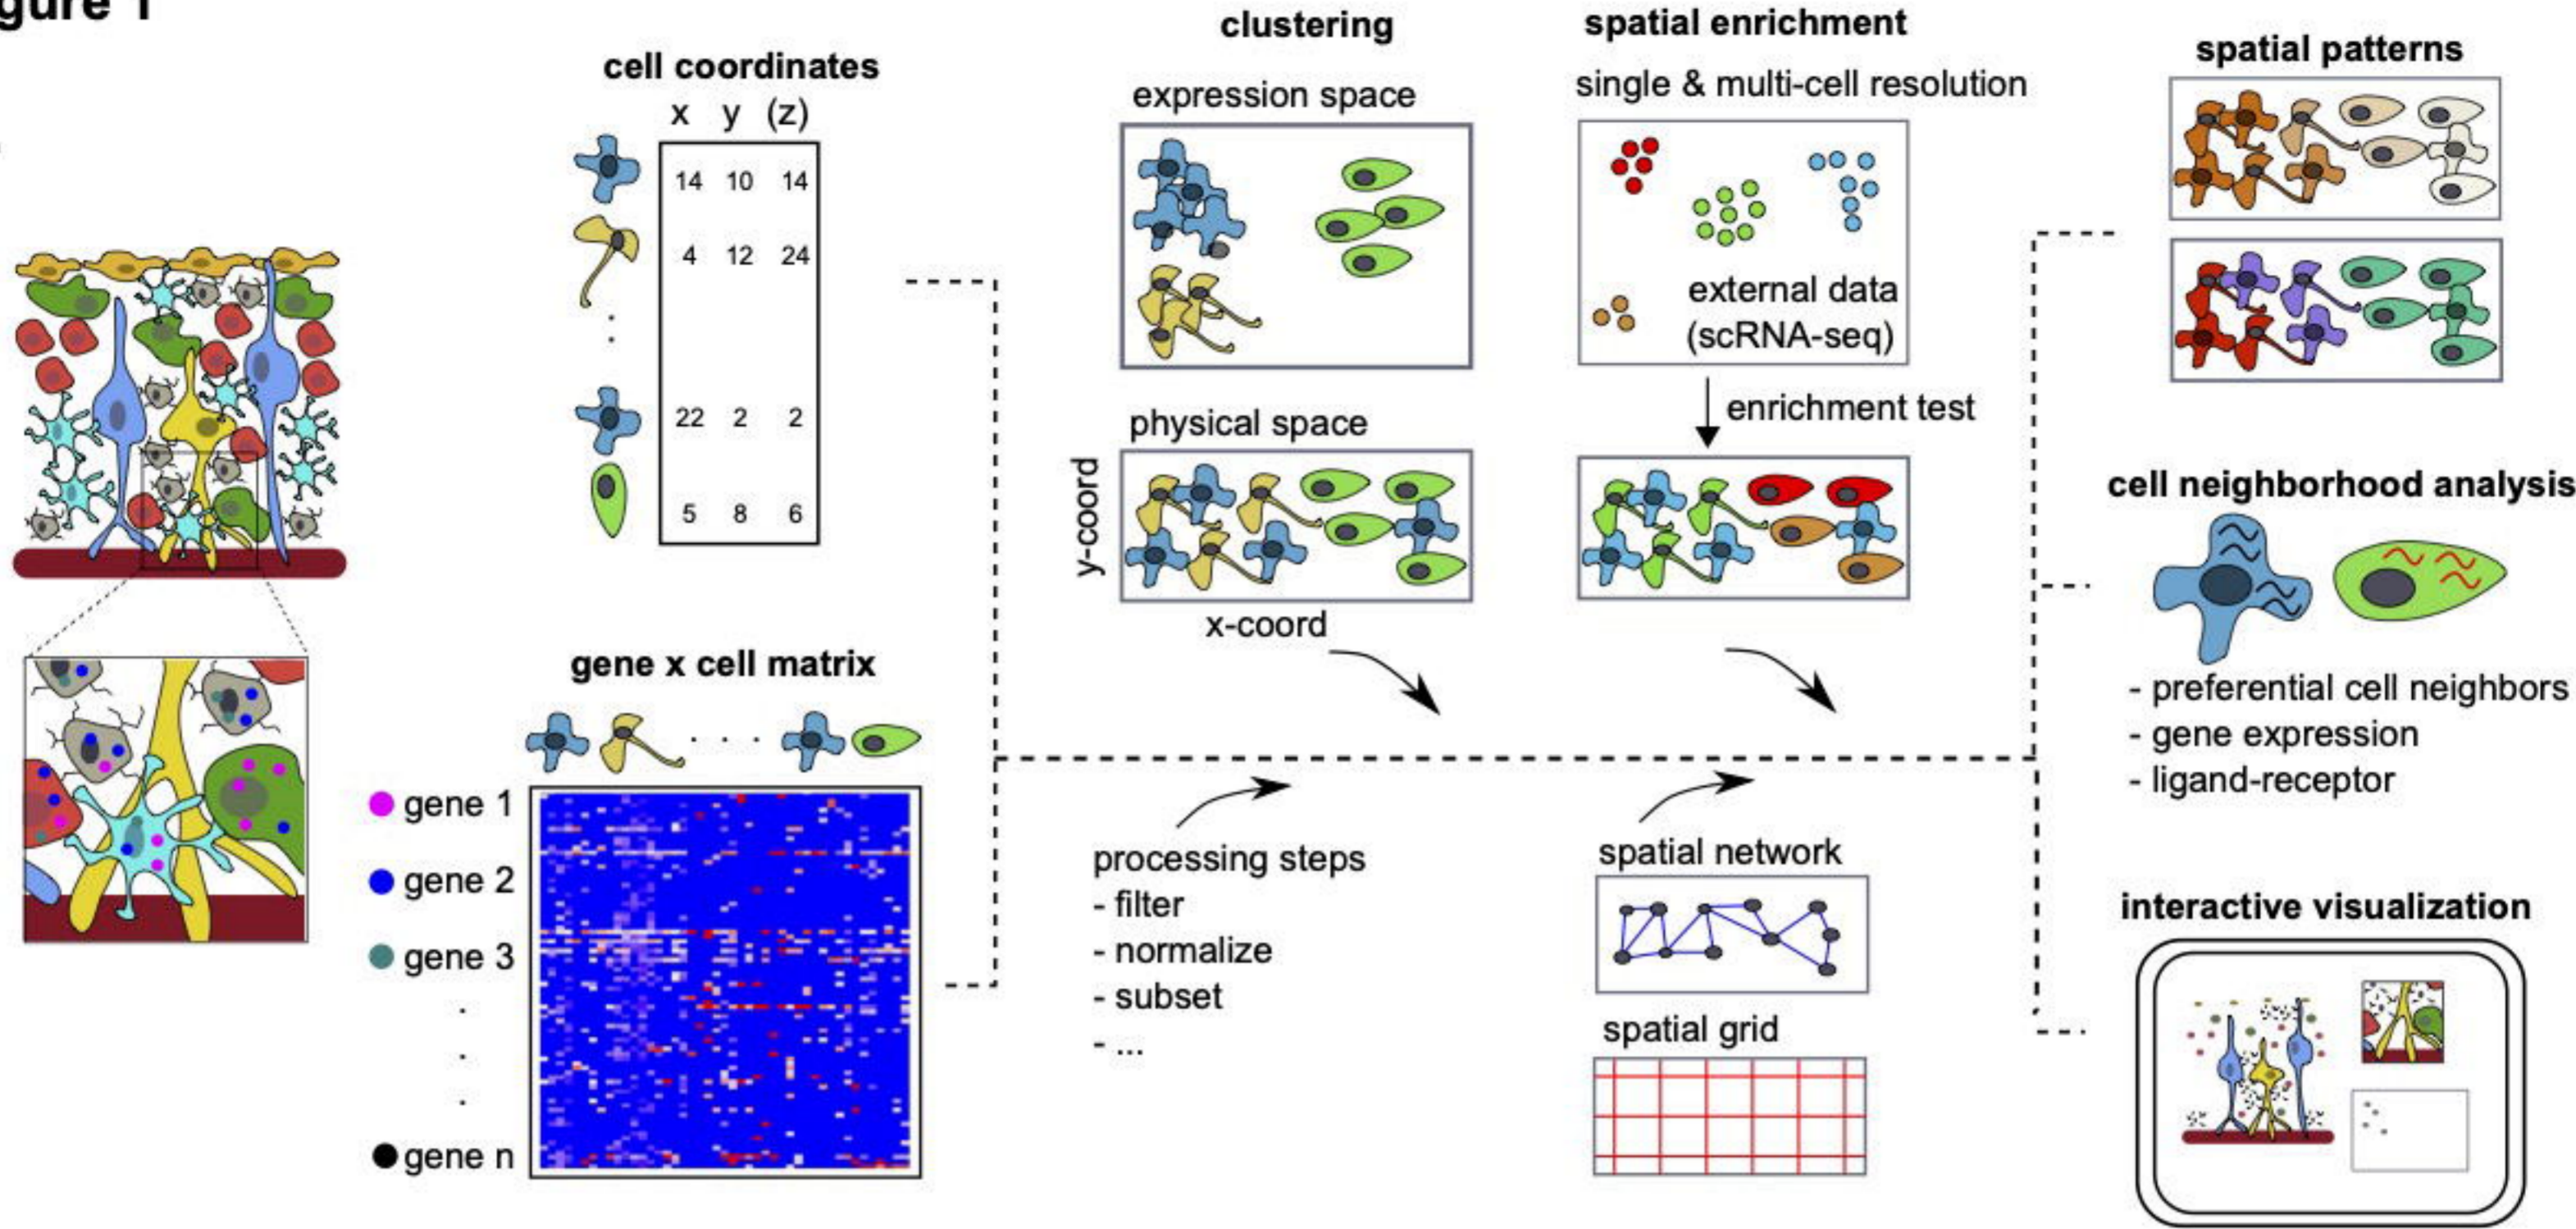 gure 1
cell coordinates
x y (z)
14 10 14
4 12 24
22 2 2
5 8 6
gene x cell matrix
gene 1
gene 2
gene 3
gene n
clustering
expression space
physical space
y-coord
x-coord
processing steps
- filter
- normalize
- subset
- ...
spatial enrichment
single & multi-cell resolution
external data
(scRNA-seq)
enrichment test
spatial network
spatial grid
spatial patterns
cell neighborhood analysis
- preferential cell neighbors
- gene expression
- ligand-receptor
interactive visualization